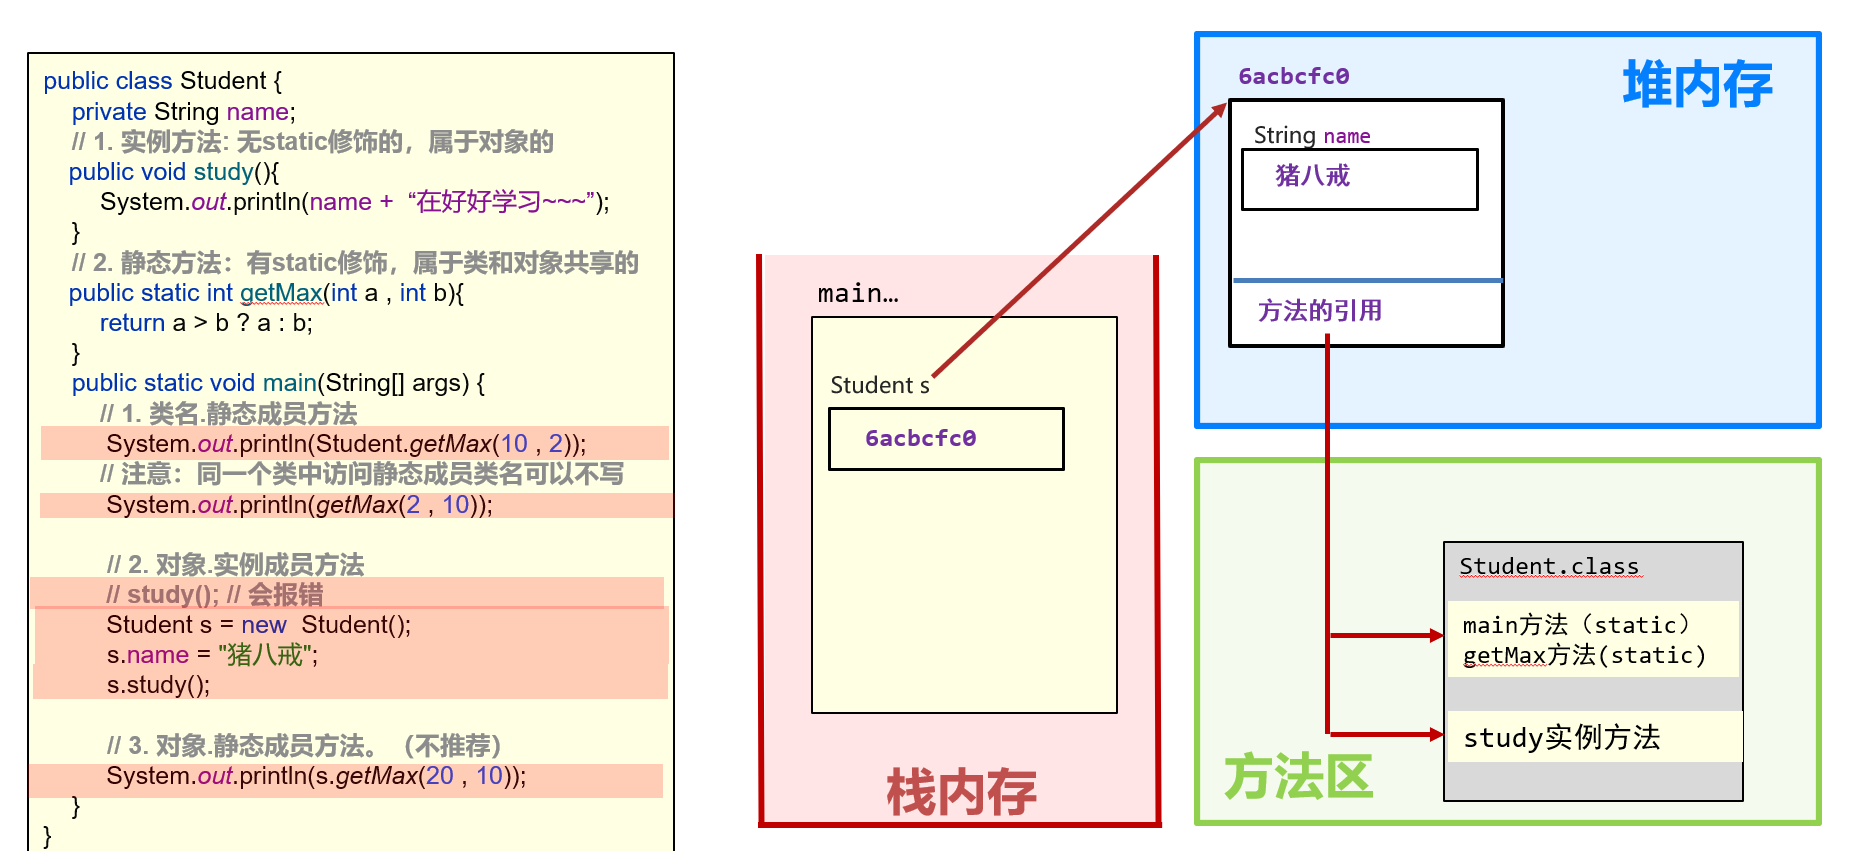 public class Student {
private String name;
// 1. 实例方法: 无static修饰的，属于对象的
public void study(){
System.out.println(name + “在好好学习~~~”);
}
// 2. 静态方法：有static修饰，属于类和对象共享的
public static int getMax(int a , int b){
return a > b ? a : b;
}
public static void main(String[] args) {
// 1. 类名.静态成员方法
System.out.println(Student.getMax(10 , 2));
// 注意：同一个类中访问静态成员类名可以不写
System.out.println(getMax(2 , 10));
// 2. 对象.实例成员方法
// study(); // 会报错
Student s = new Student();
s.name = "猪八戒";
s.study();
// 3. 对象.静态成员方法。（不推荐）
System.out.println(s.getMax(20 , 10));
}
}
main…
Student s
6acbcfc0
栈内存
堆内存
6acbcfc0
String name
猪八戒
方法的引用
Student.class
main方法（static）
getMax方法(static)
study实例方法
方法区